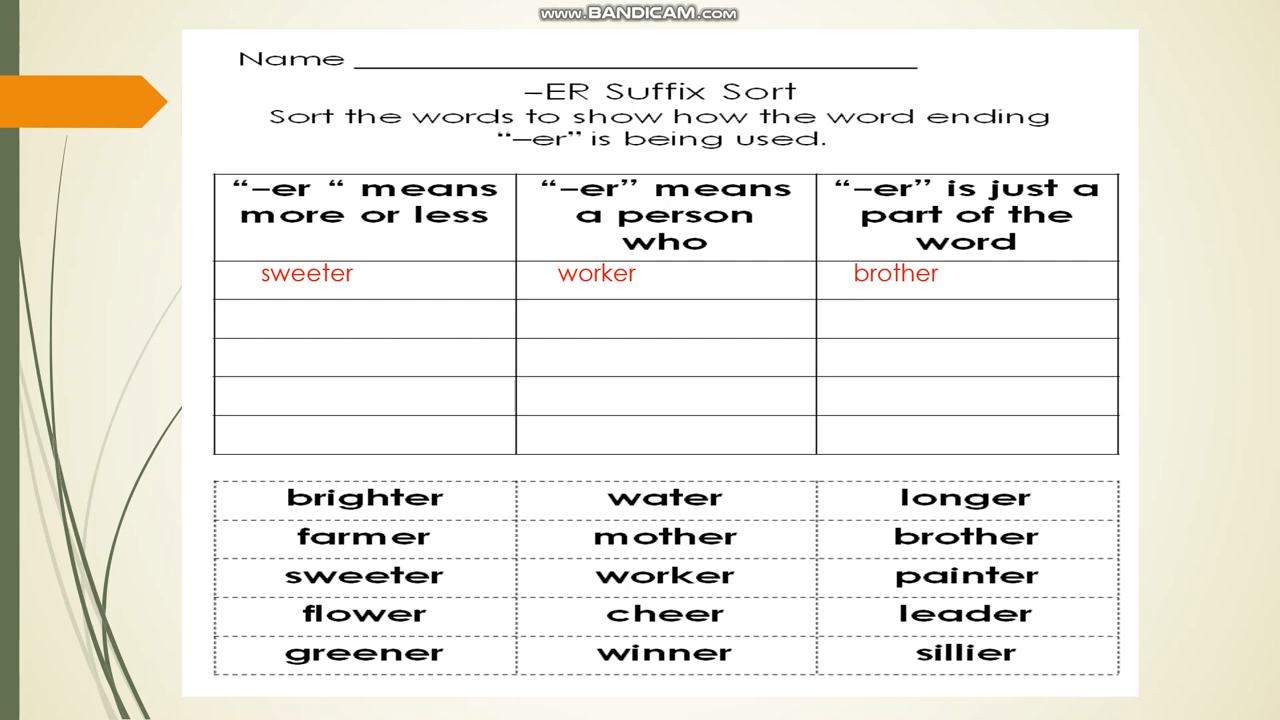 www.BANDICAM.com
Name
-ER Suffix Sort
Sort the words to show how the word ending
“-er” is being used.
“-er “ means more or less
“-er” means a person who
“-er” is just a part of the word
sweeter worker brother
brighter water longer
farmer mother brother
sweeter worker painter
flower cheer leader
greener winner sillier